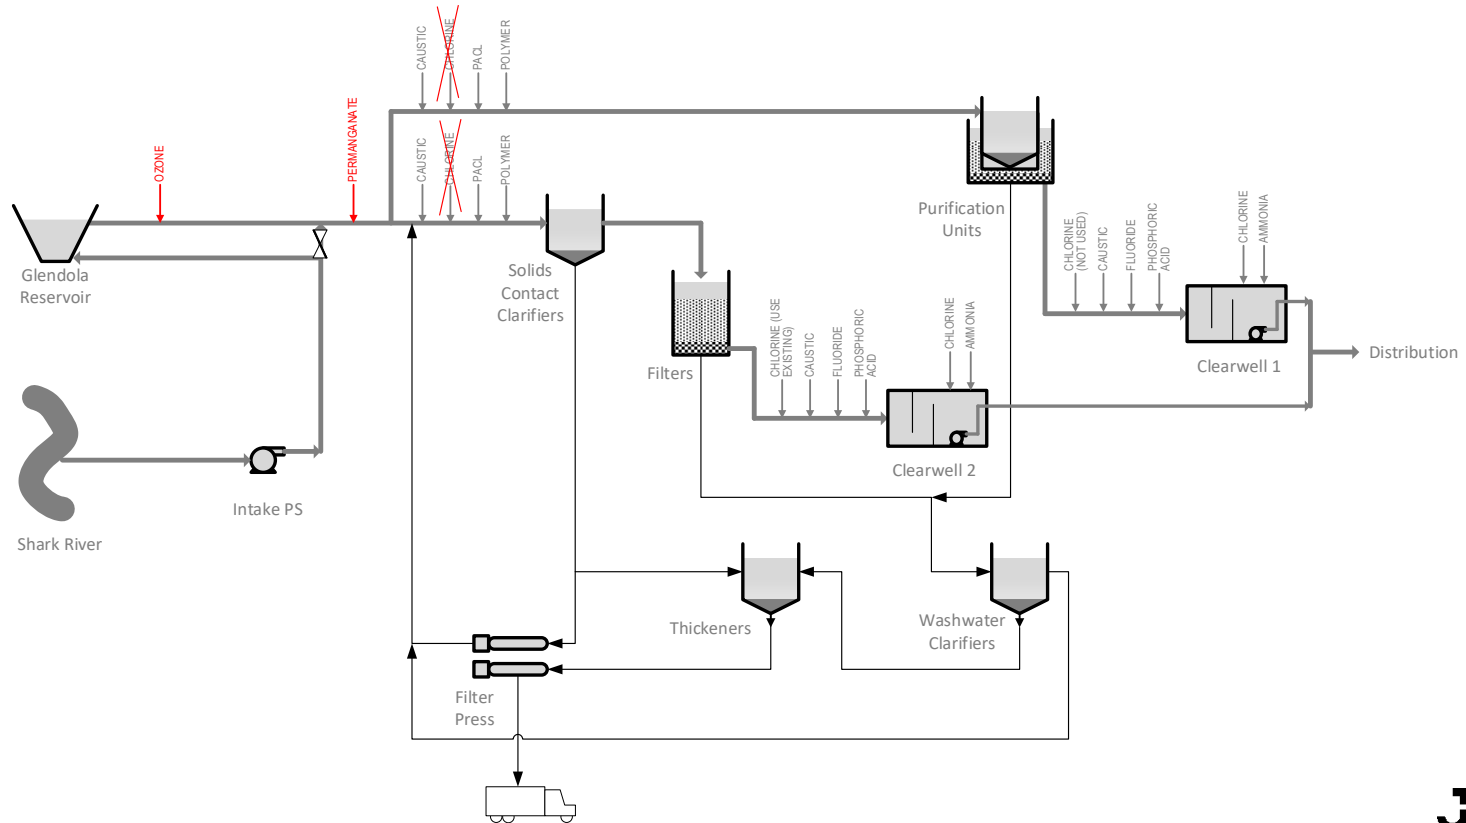 CAUSTIC
CHLORINE
PACL
POLYMER
OZONE
PERMANGANATE
CAUSTIC
CHLORINE
PACL
POLYMER
Glendola
Reservoir
Solids
Contact
Clarifiers
Purification
Units
CHLORINE
(NOT USED)
CAUSTIC
FLUORIDE
PHOSPHORIC
ACID
CHLORINE
AMMONIA
Clearwell 1
Distribution
Filters
CHLORINE (USE
EXISTING)
CAUSTIC
FLUORIDE
PHOSPHORIC
ACID
CHLORINE
AMMONIA
Clearwell 2
Intake PS
Shark River
Thickeners
Washwater
Clarifiers
Filter
Press